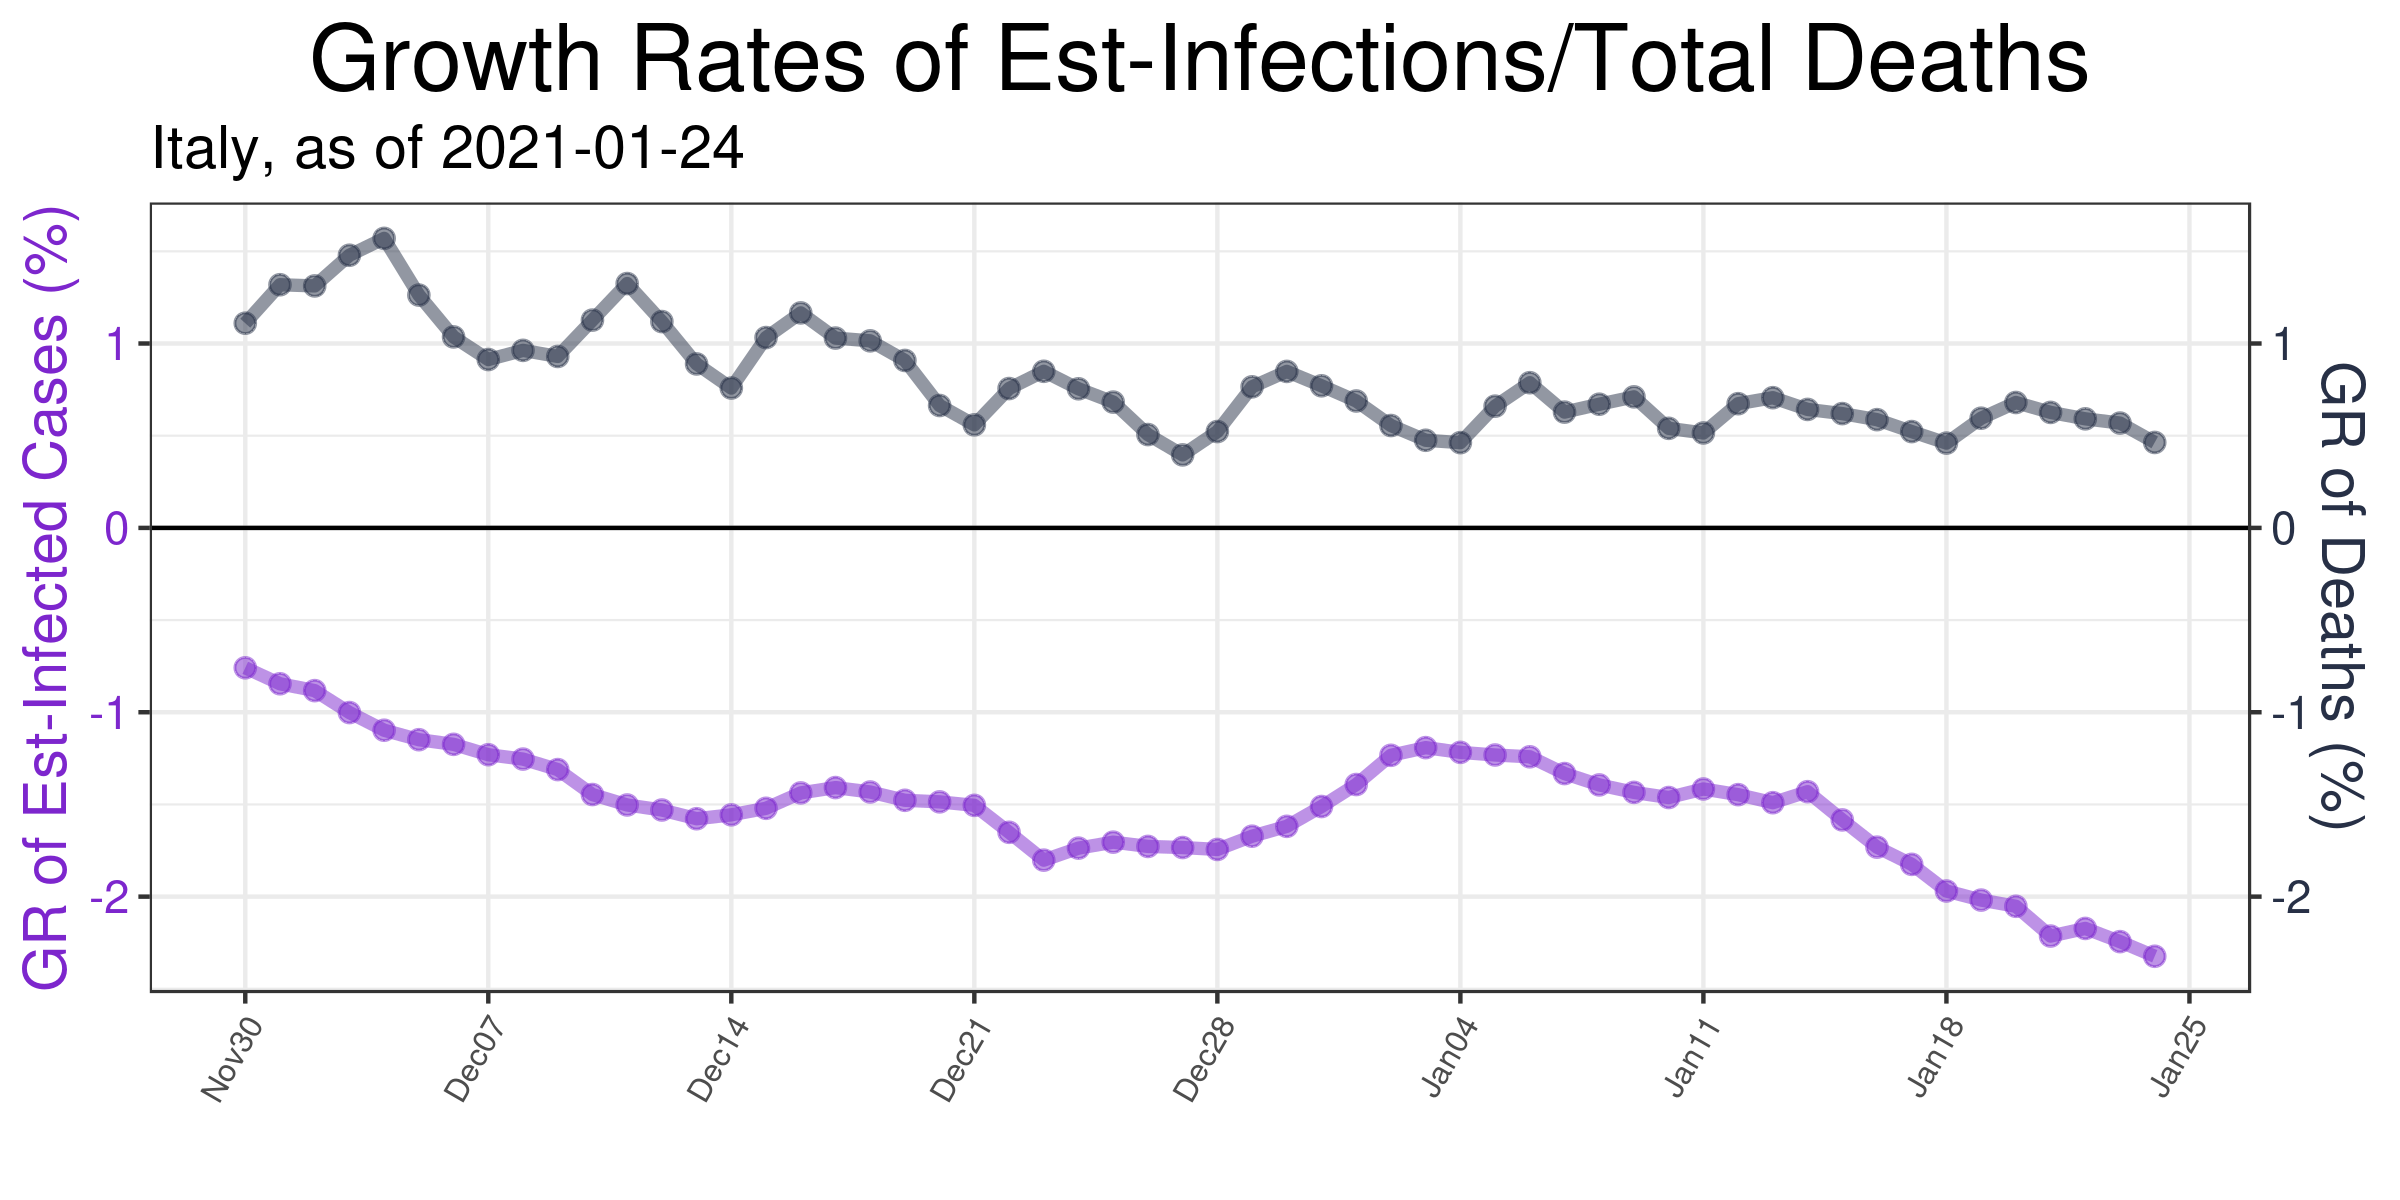 Growth Rates of Est-Infections/Total Deaths
Italy, as of 2021-01-24
GR of Est-Infected Cases (%)
1
0
-1
-2
1
0
-1
-2
GR of Deaths (%)
Nov30
Dec07
Dec14
Dec21
Dec28
Jan04
Jan11
Jan18
Jan25